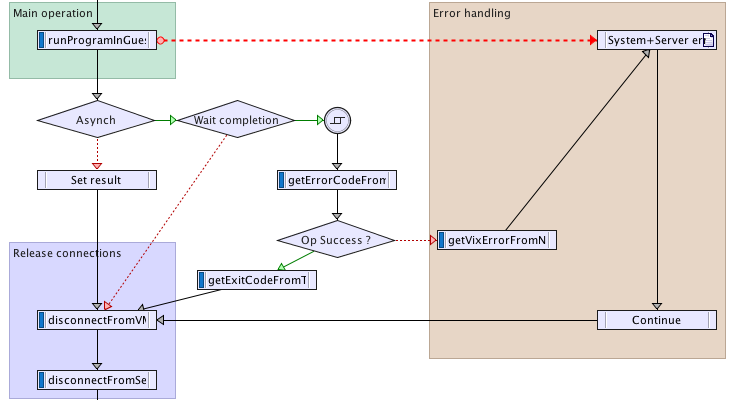 Main operation
Error handling
runProgramInGues
System+Server err
Asynch
Wait completion
Set result
getErrorCodeFrom
Op Success ?
getVixErrorFromN
Release connections
getExitCodeFromT
disconnectFromVM
Continue
disconnectFromSe